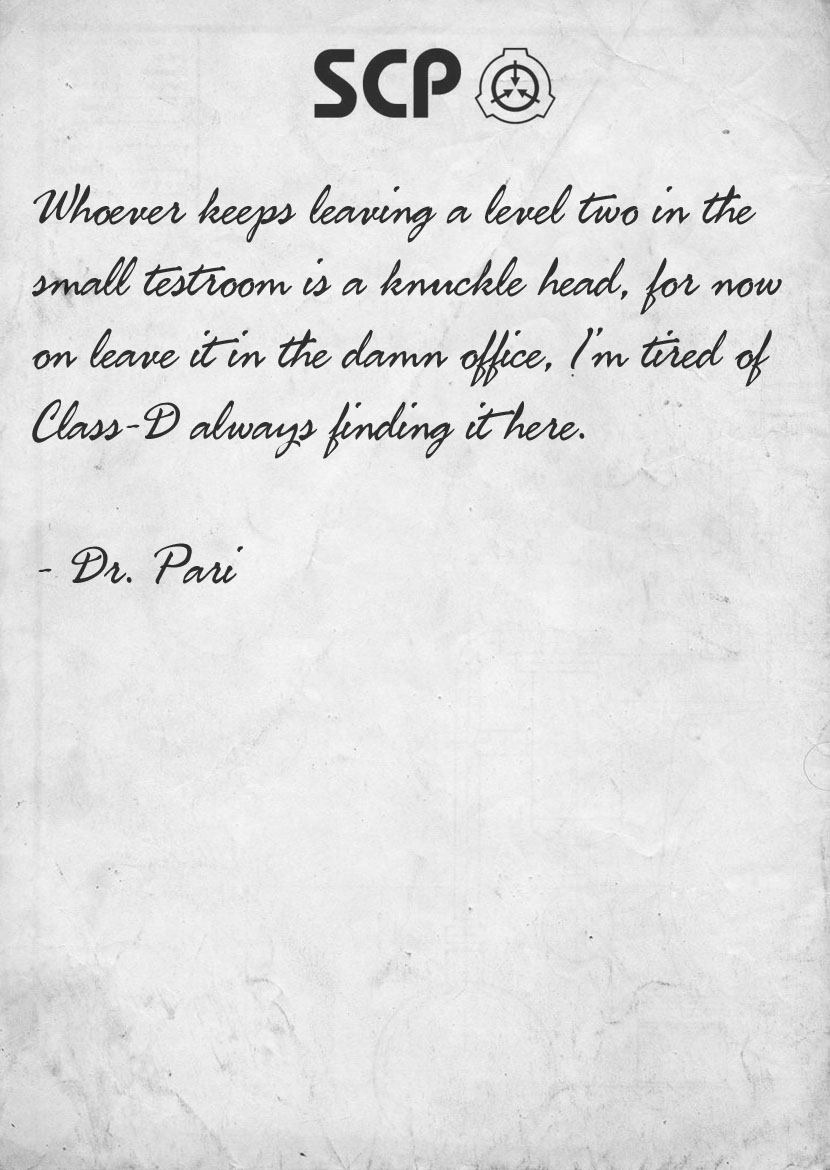 SCP
Whoever keeps leaving a level two in the
small testroom is a knuckle head, for now
on leave it in the damn office, I'm tired of
Class-D always finding it here.
- Dr. Pari